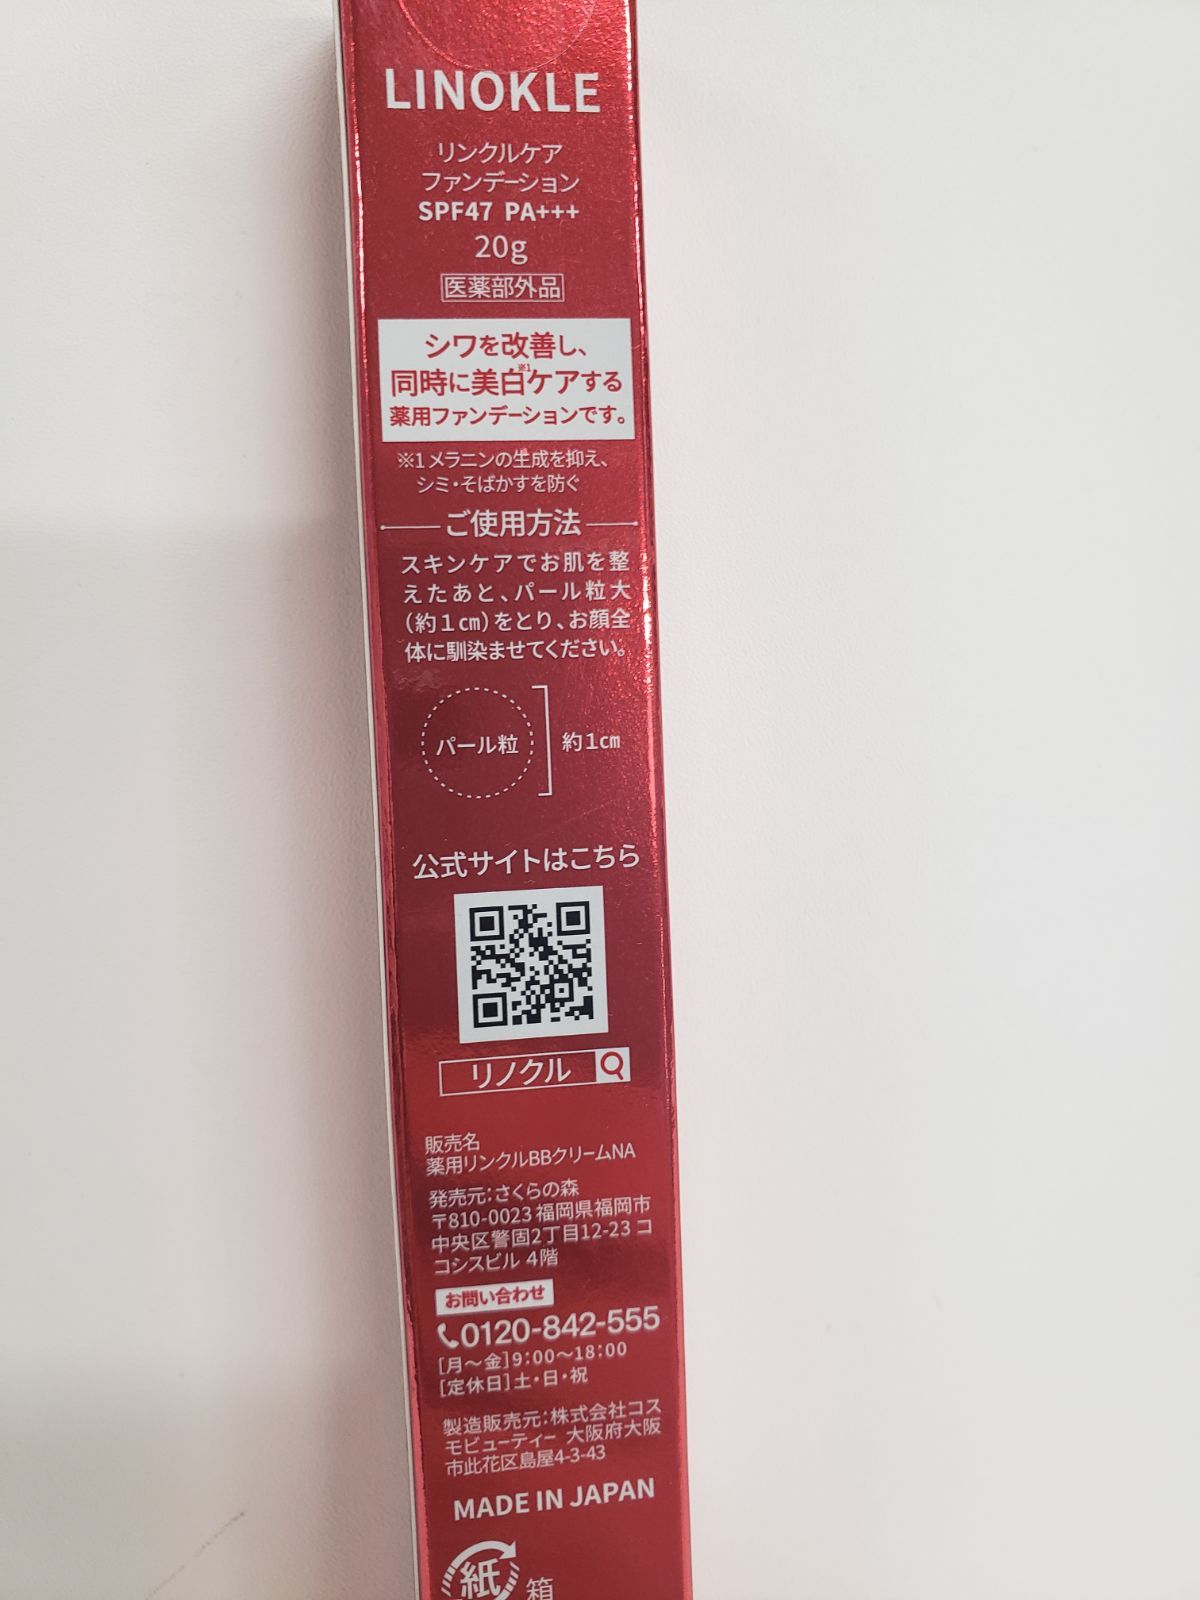 LINOKLE
リンクルケア
ファンデーション
SPF47 PA+++
20g
医薬部外品
シワを改善し、
同時に美白※1ケアする
薬用ファンデーションです。
※1メラニンの生成を抑え、
シミ・そばかすを防ぐ
ご使用方法
スキンケアでお肌を整
えたあと、パール粒大
(約1㎝)をとり、お顔全
体に馴染ませてください。
パール粒 約1㎝
公式サイトはこちら
リノクル
販売名
薬用リンクルBBクリームNA
発売元:さくらの森
〒810-0023 福岡県福岡市
中央区警固2丁目12-23 コ
コシスビル 4階
お問い合わせ
0120-842-555
[月〜金]9:00〜18:00
[定休日]土・日・祝
製造販売元:株式会社コス
モビューティー 大阪府大阪
市此花区島屋4-3-43
MADE IN JAPAN
紙 箱